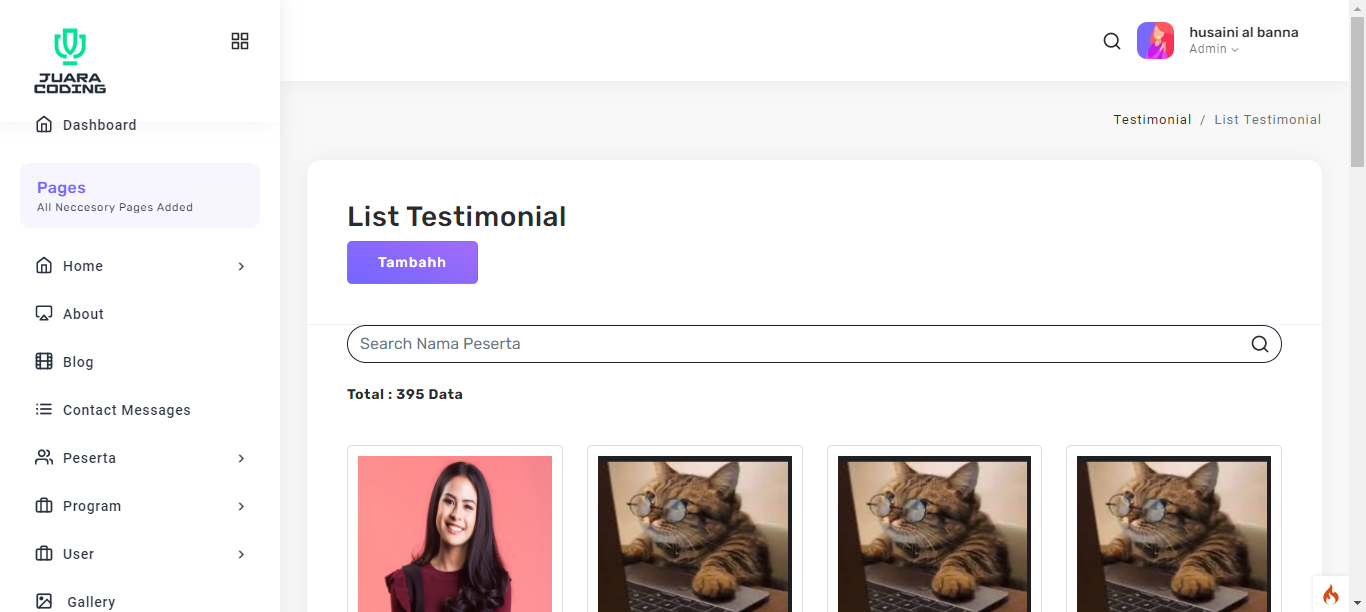 JUARA
CODING
husaini al banna
Admin
Dashboard
Testimonial / List Testimonial
Pages
All Neccesory Pages Added
Home
About
Blog
Contact Messages
Peserta
Program
User
Gallery
List Testimonial
Tambahh
Search Nama Peserta
Total : 395 Data